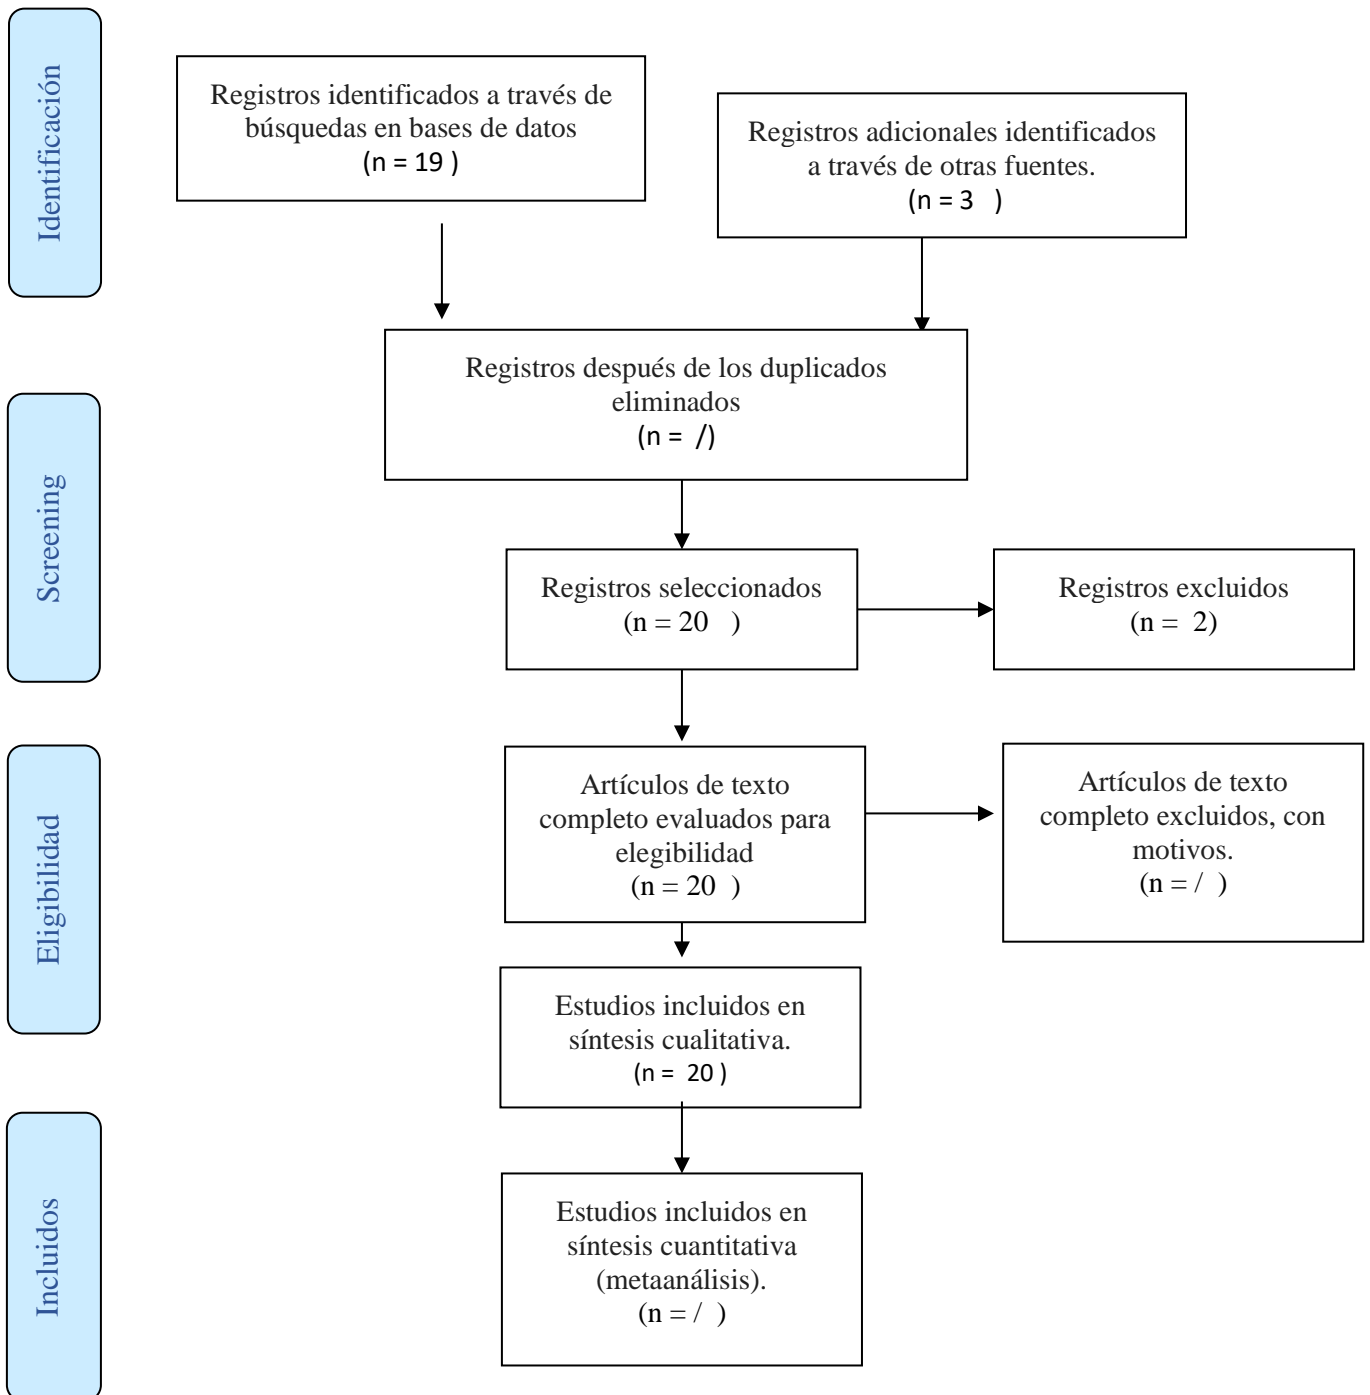 Identificación
Registros identificados a través de
búsquedas en bases de datos
(n = 19 )
Registros adicionales identificados
a través de otras fuentes.
(n = 3 )
Screening
Registros después de los duplicados
eliminados
(n = /)
Registros seleccionados
(n = 20 )
Registros excluidos
(n = 2)
Eligibilidad
Artículos de texto
completo evaluados para
elegibilidad
(n = 20 )
Artículos de texto
completo excluidos, con
motivos.
(n = / )
Estudios incluidos en
síntesis cualitativa.
(n = 20 )
Incluidos
Estudios incluidos en
síntesis cuantitativa
(metaanálisis).
(n = / )